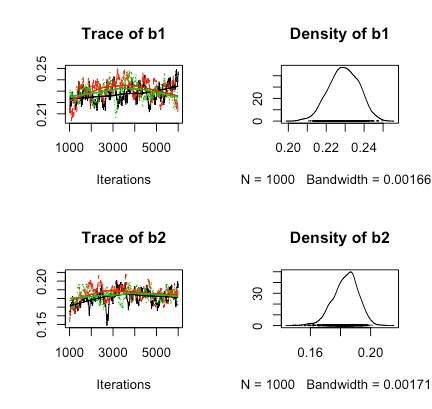 Trace of b1
0.25
0.21
1000 3000 5000
Iterations
Density of b1
20
0
0.20 0.22 0.24
N = 1000 Bandwidth = 0.00166
Trace of b2
0.20
0.15
1000 3000 5000
Iterations
Density of b2
30
0
0.16 0.20
N = 1000 Bandwidth = 0.00171